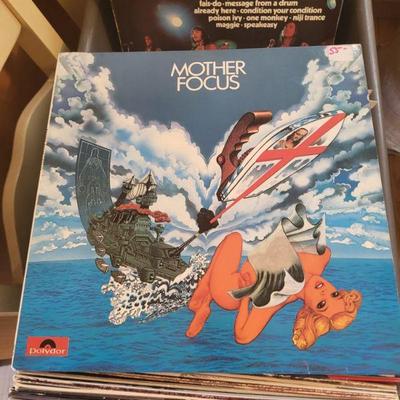 fais-do · message from a drum
already here · condition your condition
poison ivy · one monkey · niji trance
maggie · speakeasy
55-
MOTHER
FOCUS
polydor